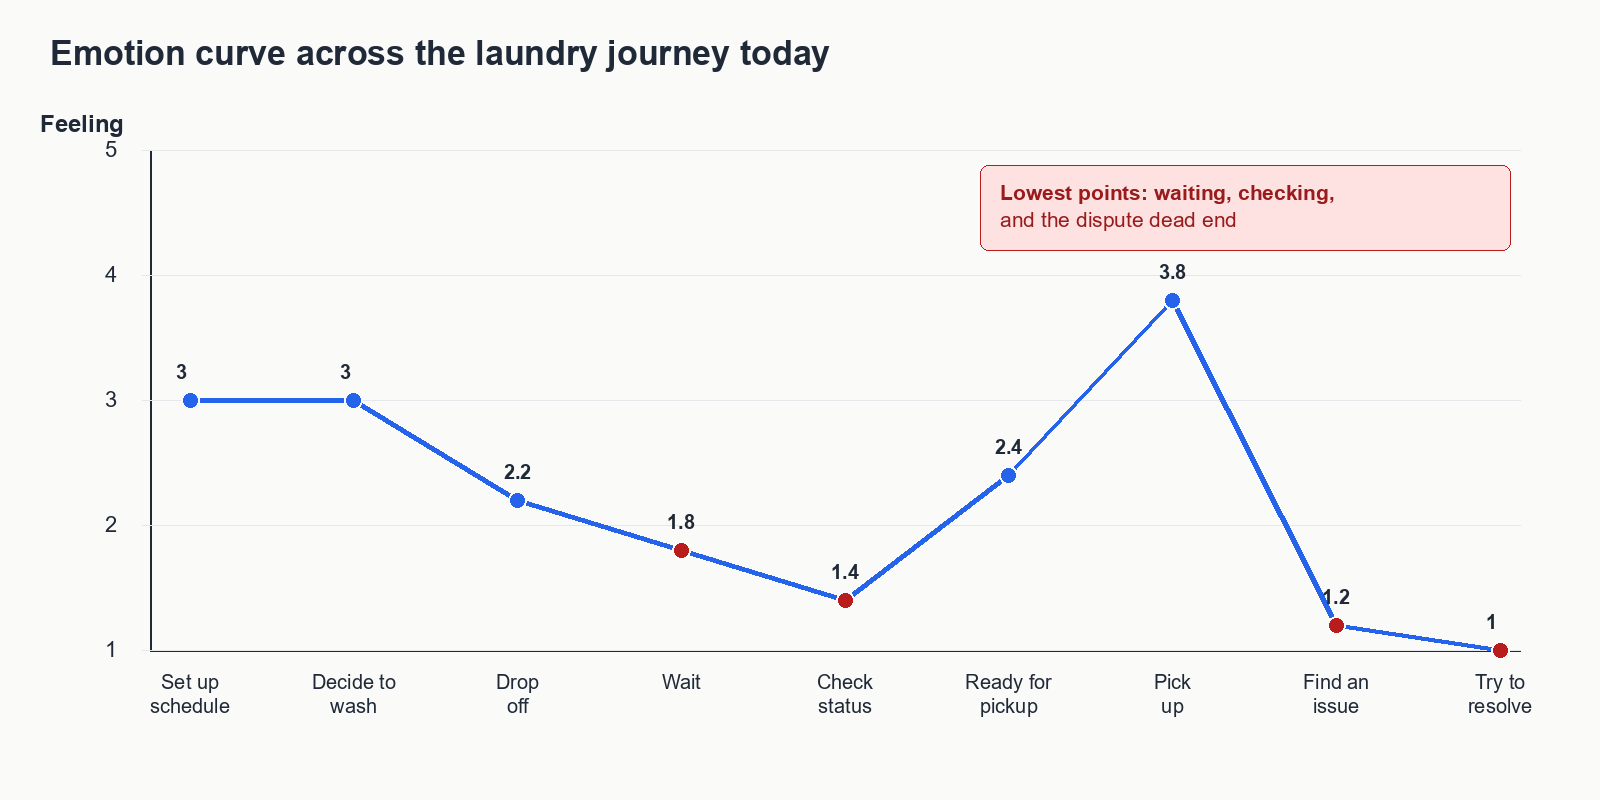 Emotion curve across the laundry journey today
Feeling
5
Lowest points: waiting, checking,
and the dispute dead end
4
3.8
3
3
3
2.4
2.2
2
1.8
1.4
1.2
1
1
Set up
schedule
Decide to
wash
Drop
off
Wait
Check
status
Ready for
pickup
Pick
up
Find an
issue
Try to
resolve